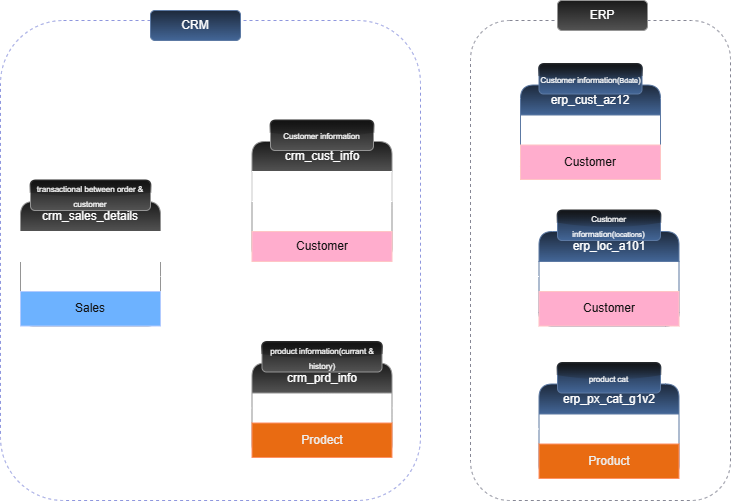 CRM
transactional between order &
customer
crm_sales_details
Sales
Customer information
crm_cust_info
Customer
product information(currant &
history)
crm_prd_info
Prodect
ERP
Customer information(Bdate)
erp_cust_az12
Customer
Customer
information(locations)
erp_loc_a101
Customer
product cat
erp_px_cat_g1v2
Product